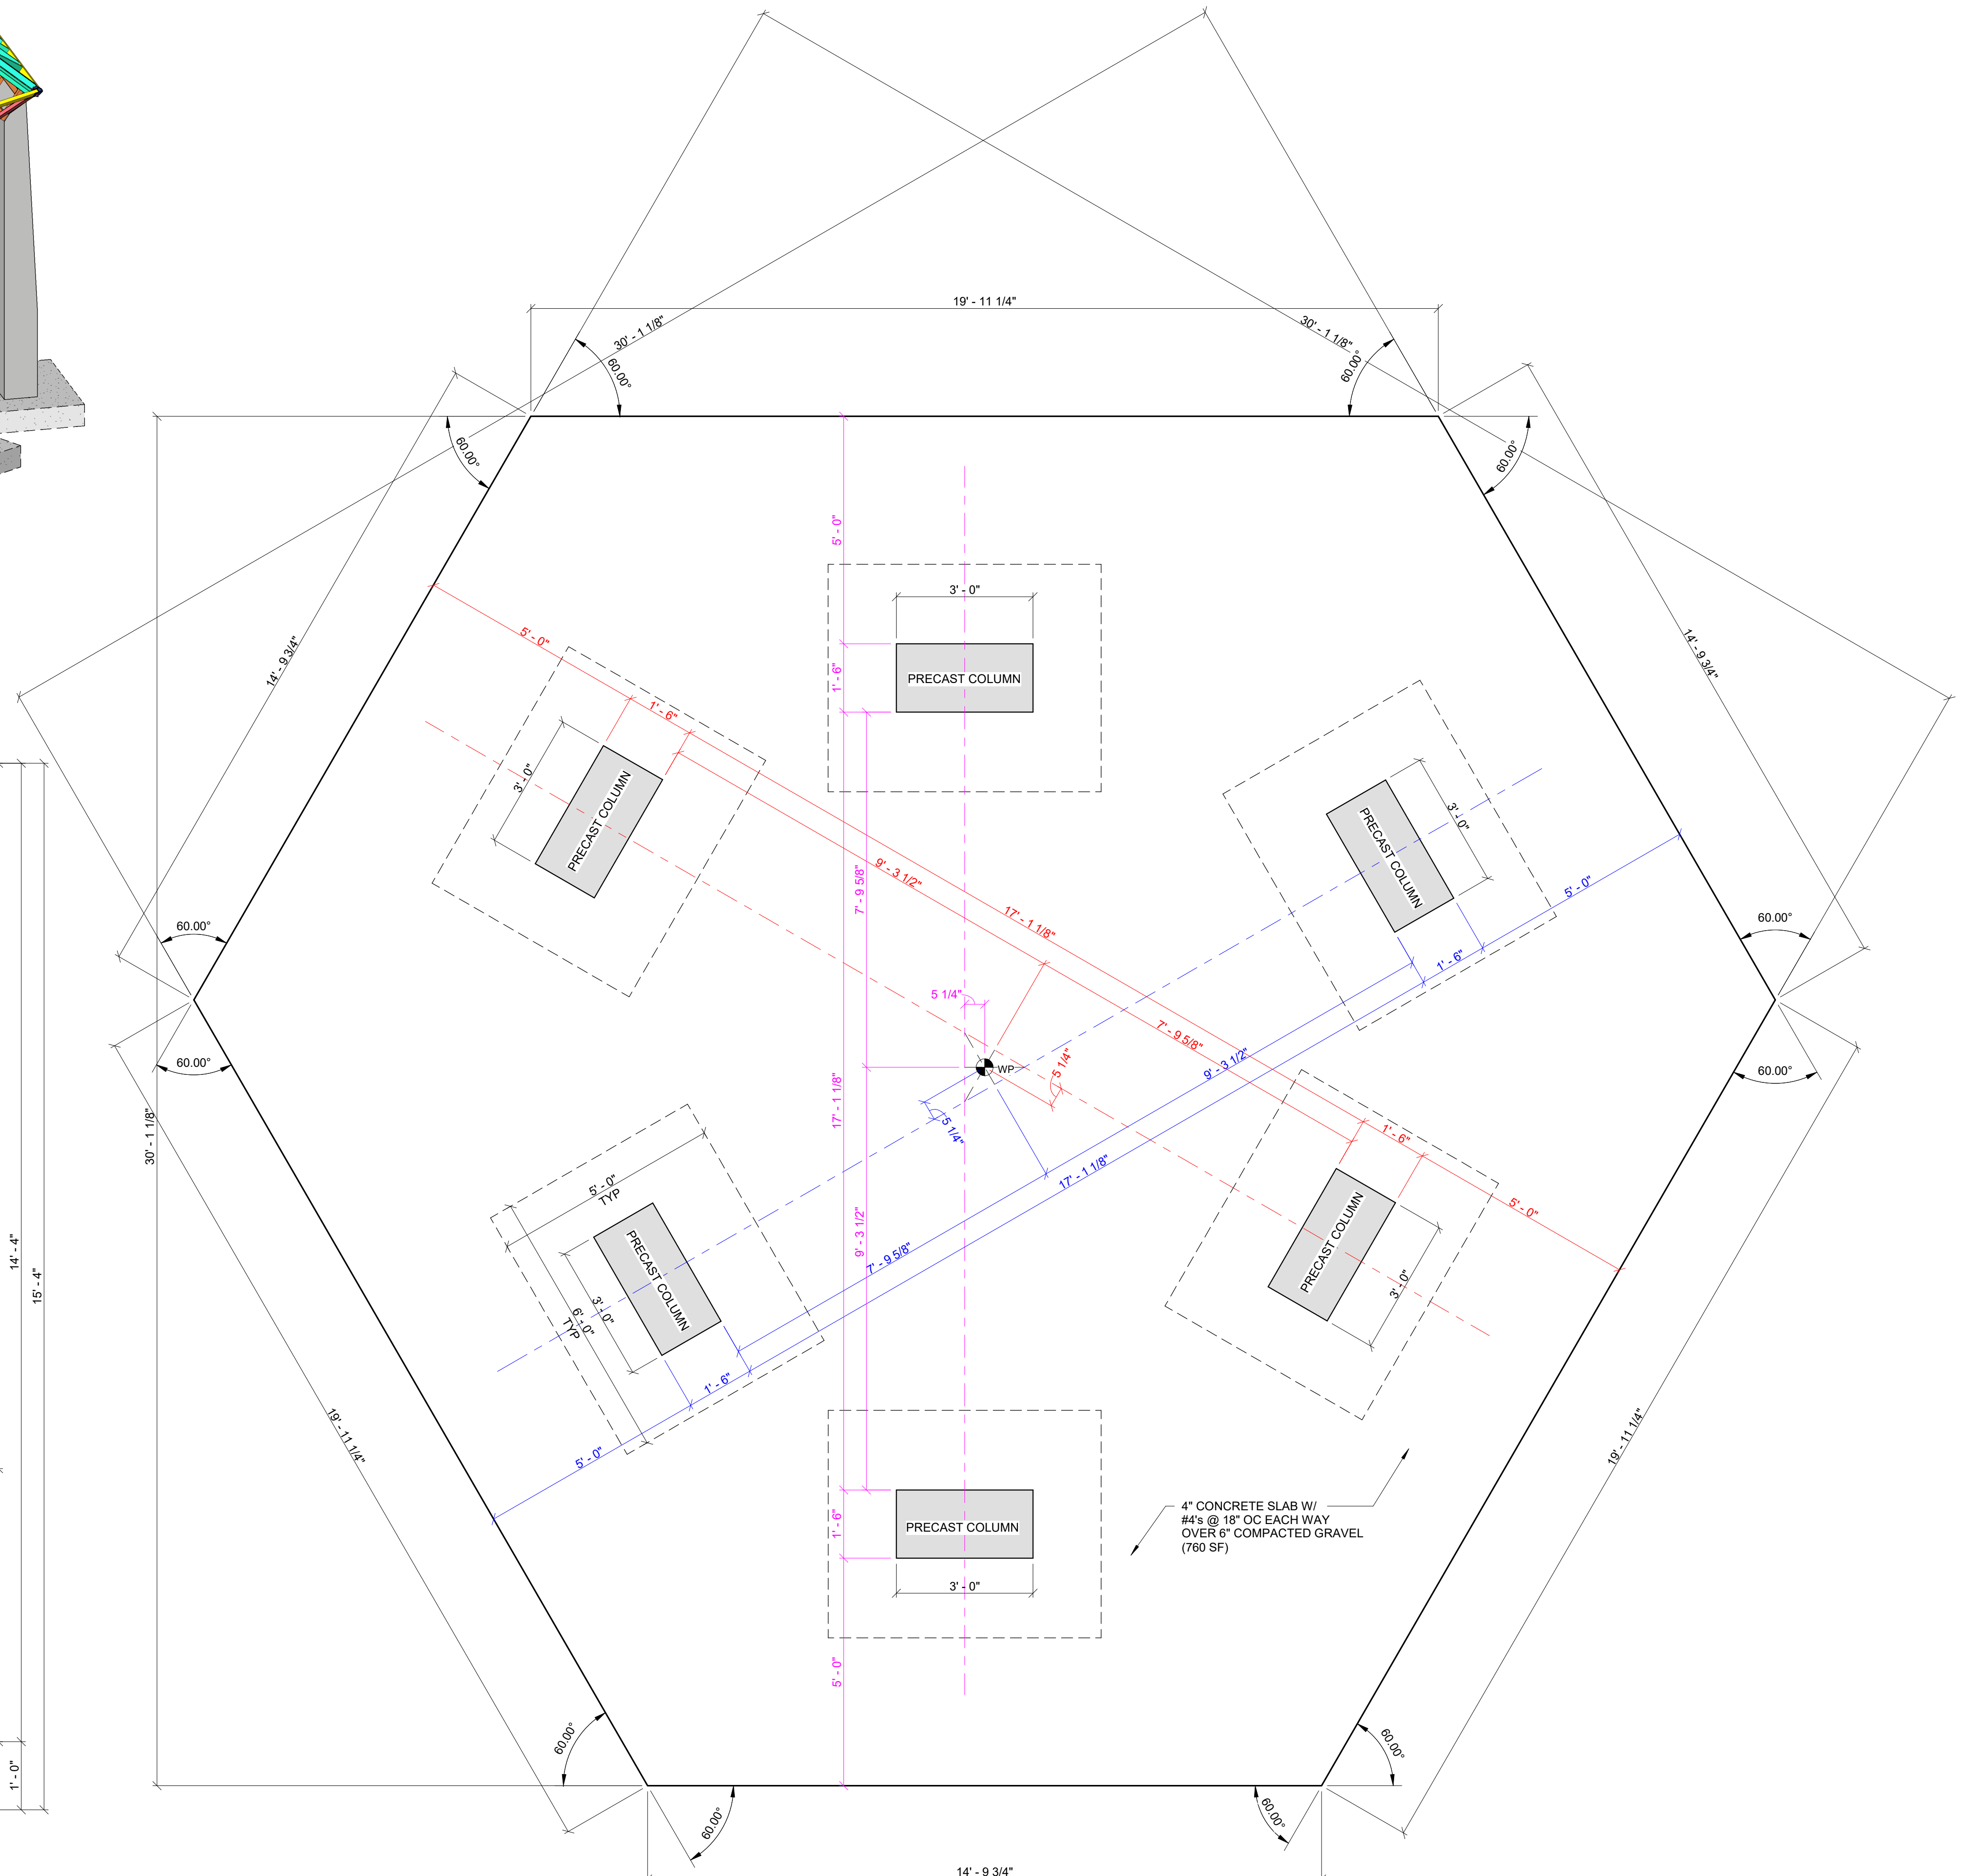 19' - 11 1/4"
30' - 1 1/8"
30' - 1 1/8"
60.00°
60.00°
60.00°
60.00°
14' - 9 3/4"
14' - 9 3/4"
5' - 0"
3' - 0"
PRECAST COLUMN
1' - 6"
5' - 0"
1' - 6"
3' - 0"
PRECAST COLUMN
3' - 0"
PRECAST COLUMN
5' - 0"
1' - 6"
9' - 3 1/2"
17' - 1 1/8"
7' - 9 5/8"
60.00°
60.00°
5 1/4"
WP
5 1/4"
5 1/4"
7' - 9 5/8"
9' - 3 1/2"
60.00°
60.00°
30' - 1 1/8"
17' - 1 1/8"
17' - 1 1/8"
1' - 6"
5' - 0"
PRECAST COLUMN
3' - 0"
5' - 0"
TYP
6' - 0"
TYP
3' - 0"
PRECAST COLUMN
7' - 9 5/8"
9' - 3 1/2"
14' - 4"
15' - 4"
1' - 6"
5' - 0"
19' - 11 1/4"
19' - 11 1/4"
1' - 6"
PRECAST COLUMN
3' - 0"
4" CONCRETE SLAB W/
#4's @ 18" OC EACH WAY
OVER 6" COMPACTED GRAVEL
(760 SF)
5' - 0"
60.00°
60.00°
1' - 0"
60.00°
60.00°
14' - 9 3/4"